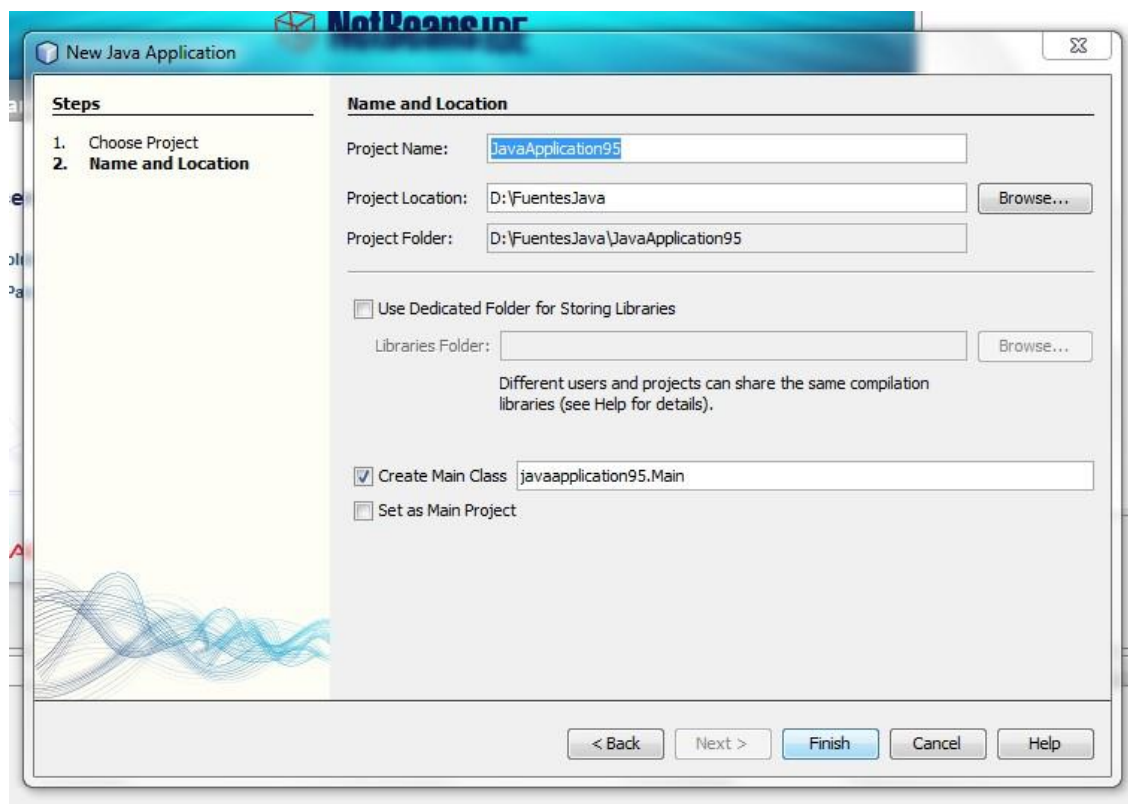 NetBeans IDE
New Java Application
Steps
1. Choose Project
2. Name and Location
Name and Location
Project Name: JavaApplication95
Project Location: D:\FuentesJava Browse...
Project Folder: D:\FuentesJava\JavaApplication95
Use Dedicated Folder for Storing Libraries
Libraries Folder: Browse...
Different users and projects can share the same compilation
libraries (see Help for details).
Create Main Class javaapplication95.Main
Set as Main Project
< Back Next > Finish Cancel Help